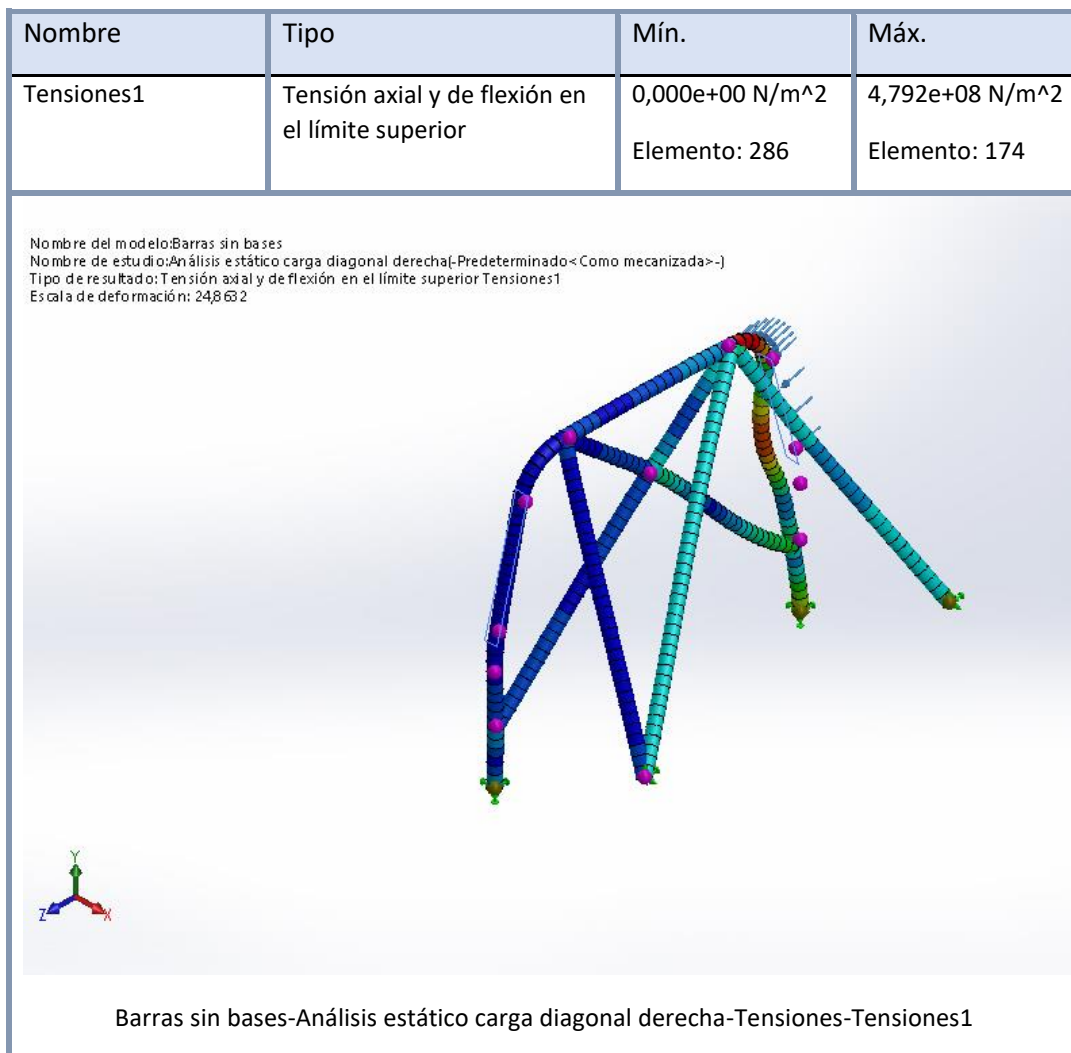 Nombre Tipo Mín. Máx.
Tensiones1 Tensión axial y de flexión en el límite superior 0,000e+00 N/m^2 Elemento: 286 4,792e+08 N/m^2 Elemento: 174
Nombre del modelo:Barras sin bases
Nombre de estudio:Análisis estático carga diagonal derecha(-Predeterminado<Como mecanizada>-)
Tipo de resultado: Tensión axial y de flexión en el límite superior Tensiones1
Escala de deformación: 24,8632
Y
Z
X
Barras sin bases-Análisis estático carga diagonal derecha-Tensiones-Tensiones1